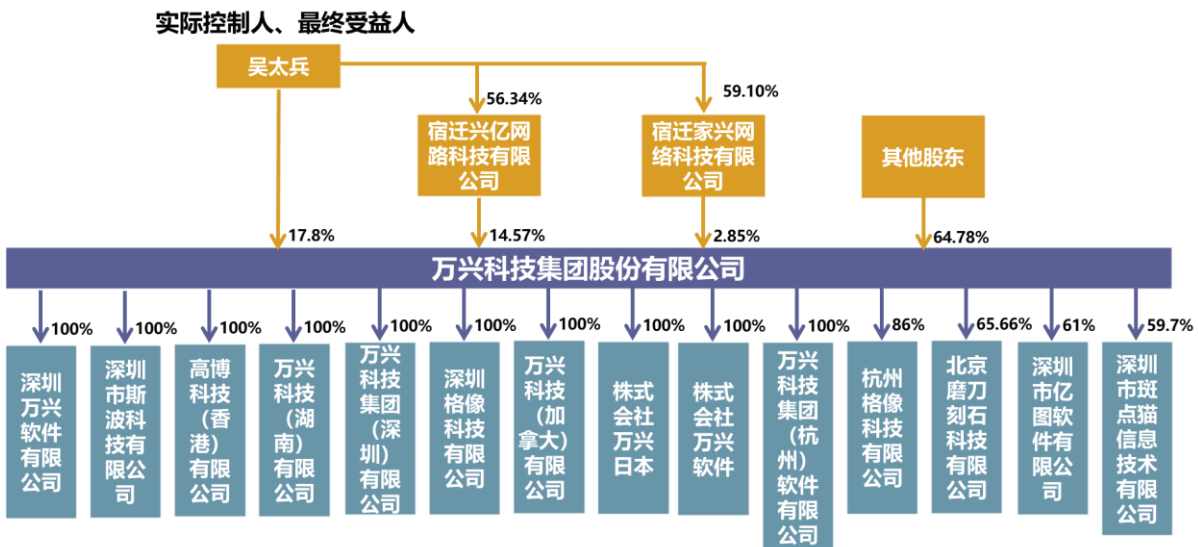 实际控制人、最终受益人
吴太兵
56.34%
59.10%
宿迁兴亿网
路科技有限
公司
宿迁家兴网
络科技有限
公司
其他股东
17.8%
14.57%
2.85%
64.78%
万兴科技集团股份有限公司
100%
100%
100%
100%
100%
100%
100%
100%
100%
100%
86%
65.66%
61%
59.7%
深圳
万兴
软件
有限
公司
深圳
市斯
波科
技有
限公
司
高博
科技
（香
港）
有限
公司
万兴
科技
（湖
南）
有限
公司
万兴
科技
集团
（深
圳）
有限
公司
深圳
格像
科技
有限
公司
万兴
科技
（加
拿大）
有限
公司
株式
会社
万兴
日本
株式
会社
万兴
软件
万兴
科技
集团
（杭
州）
软件
有限
公司
杭州
格像
科技
有限
公司
北京
磨刀
刻石
科技
有限
公司
深圳
市亿
图软
件有
限公
司
深圳
市斑
点猫
信息
技术
有限
公司